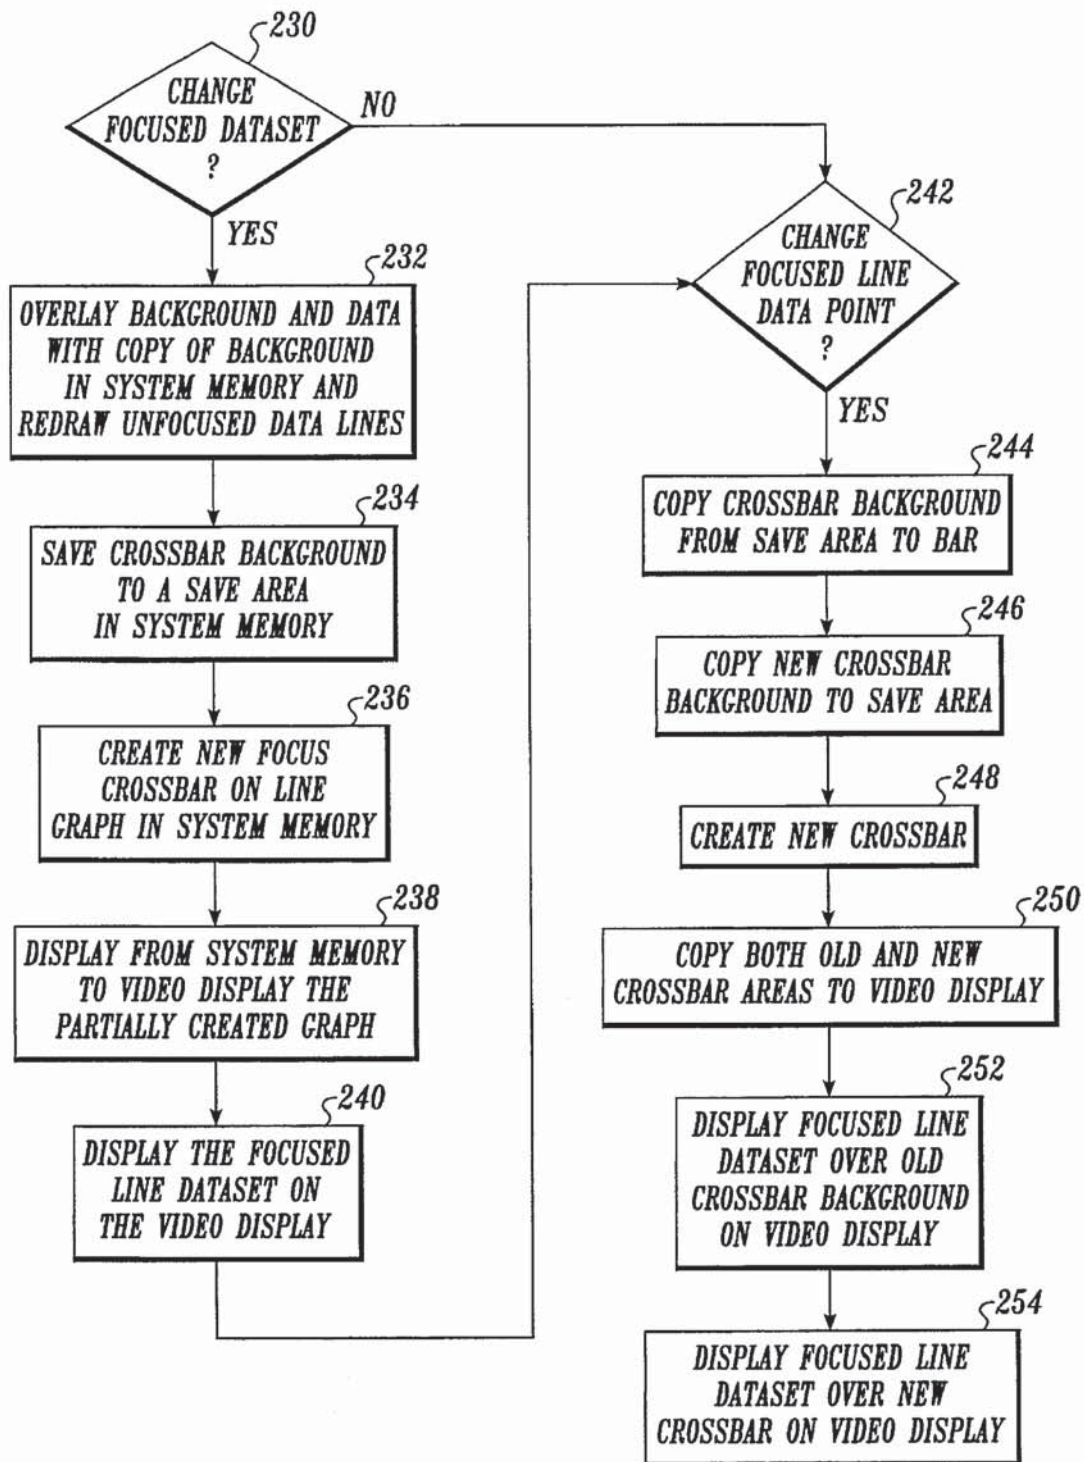 230
CHANGE
FOCUSED DATASET
?
NO
YES
232
OVERLAY BACKGROUND AND DATA
WITH COPY OF BACKGROUND
IN SYSTEM MEMORY AND
REDRAW UNFOCUSED DATA LINES
234
SAVE CROSSBAR BACKGROUND
TO A SAVE AREA
IN SYSTEM MEMORY
236
CREATE NEW FOCUS
CROSSBAR ON LINE
GRAPH IN SYSTEM MEMORY
238
DISPLAY FROM SYSTEM MEMORY
TO VIDEO DISPLAY THE
PARTIALLY CREATED GRAPH
240
DISPLAY THE FOCUSED
LINE DATASET ON
THE VIDEO DISPLAY
242
CHANGE
FOCUSED LINE
DATA POINT
?
YES
244
COPY CROSSBAR BACKGROUND
FROM SAVE AREA TO BAR
246
COPY NEW CROSSBAR
BACKGROUND TO SAVE AREA
248
CREATE NEW CROSSBAR
250
COPY BOTH OLD AND NEW
CROSSBAR AREAS TO VIDEO DISPLAY
252
DISPLAY FOCUSED LINE
DATASET OVER OLD
CROSSBAR BACKGROUND
ON VIDEO DISPLAY
254
DISPLAY FOCUSED LINE
DATASET OVER NEW
CROSSBAR ON VIDEO DISPLAY